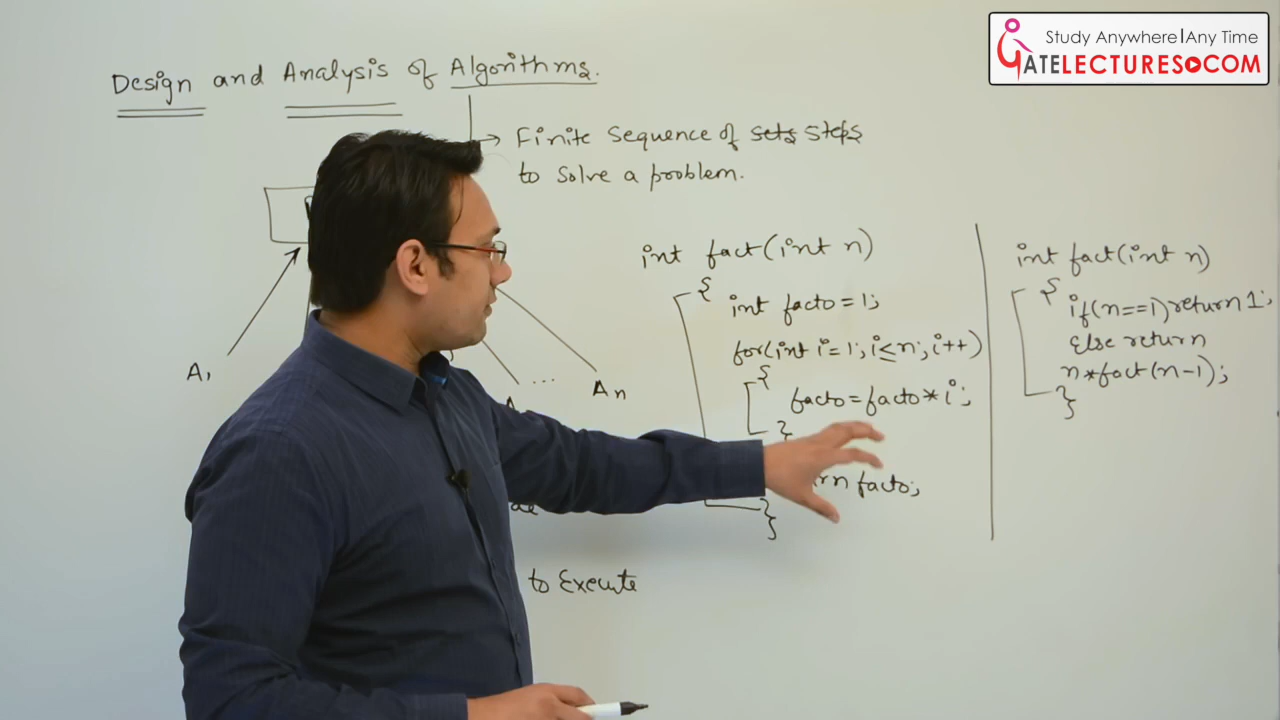 Study Anywhere|Any Time
GATELECTURES.COM
Design and Analysis of Algorithms.
Finite Sequence of sets steps
to solve a problem.
A1
An
int fact(int n)
{
int facto = 1;
for(int i=1; i≤n; i++)
{
facto=facto*i;
}
facto;
}
int fact(int n)
{
if(n==1)return 1;
Else return
n*fact(n-1);
}
to Execute